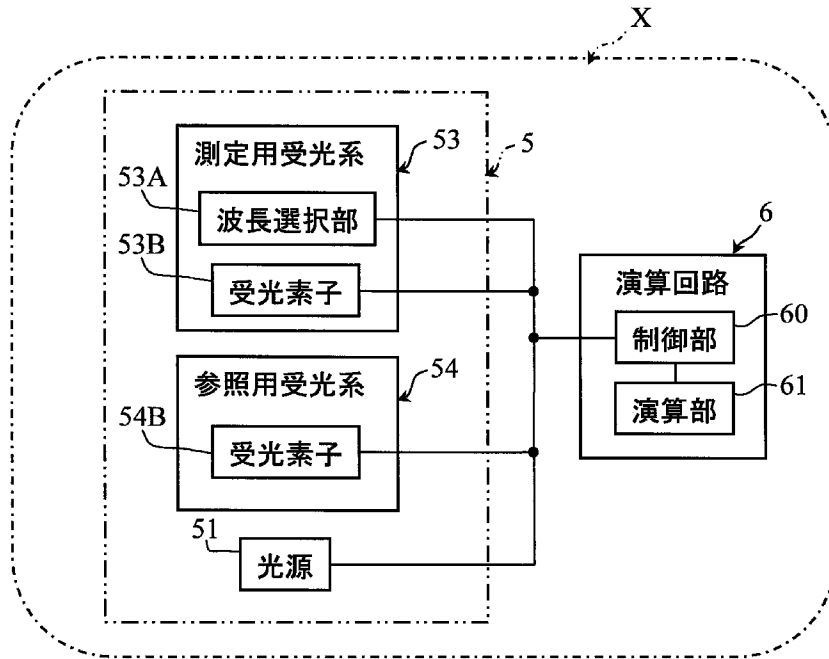 X
測定用受光系
53
5
53A
波長選択部
53B
受光素子
6
演算回路
制御部
60
演算部
61
参照用受光系
54
54B
受光素子
51
光源